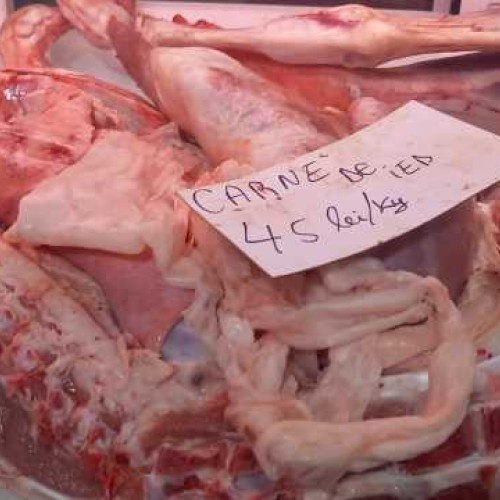 CARNE DE IED
45 lei/kg